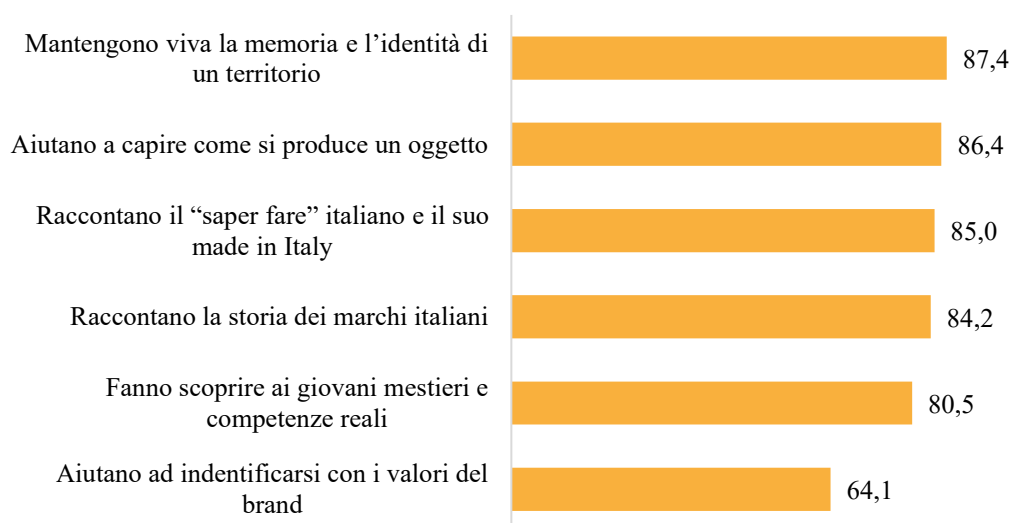 Mantengono viva la memoria e l’identità di
un territorio
87,4
Aiutano a capire come si produce un oggetto
86,4
Raccontano il “saper fare” italiano e il suo
made in Italy
85,0
Raccontano la storia dei marchi italiani
84,2
Fanno scoprire ai giovani mestieri e
competenze reali
80,5
Aiutano ad indentificarsi con i valori del
brand
64,1